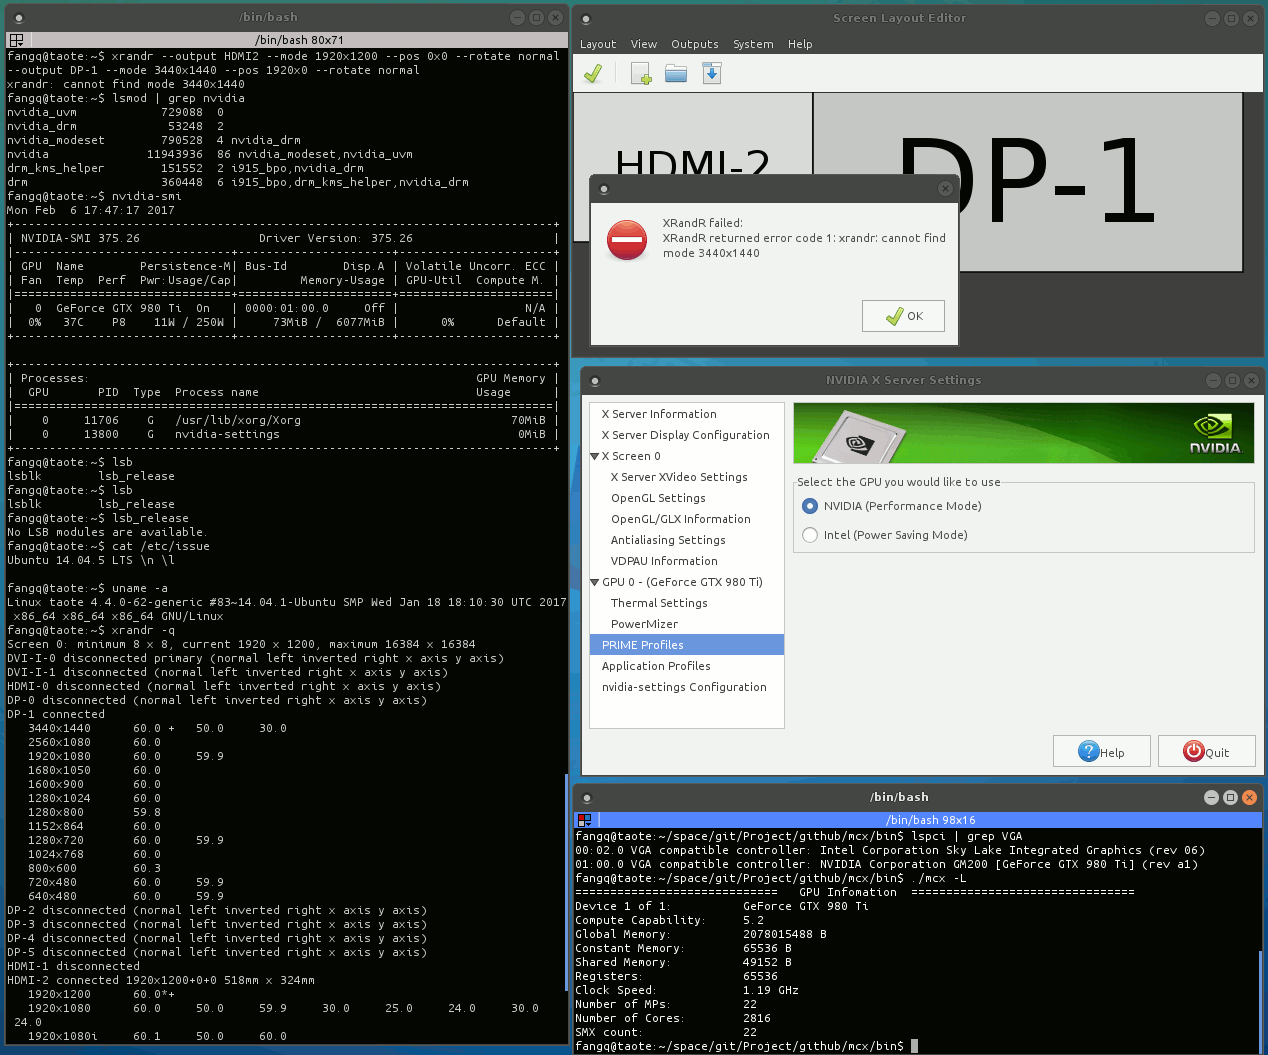 /bin/bash
/bin/bash 80x71
fangq@taote:~$ xrandr --output HDMI2 --mode 1920x1200 --pos 0x0 --rotate normal
--output DP-1 --mode 3440x1440 --pos 1920x0 --rotate normal
xrandr: cannot find mode 3440x1440
fangq@taote:~$ lsmod | grep nvidia
nvidia_uvm            729088  0
nvidia_drm             53248  2
nvidia_modeset        790528  4 nvidia_drm
nvidia              11943936  86 nvidia_modeset,nvidia_uvm
drm_kms_helper        151552  2 i915_bpo,nvidia_drm
drm                   360448  6 i915_bpo,drm_kms_helper,nvidia_drm
fangq@taote:~$ nvidia-smi
Mon Feb  6 17:47:17 2017
+-----------------------------------------------------------------------------+
| NVIDIA-SMI 375.26                 Driver Version: 375.26                    |
|-------------------------------+----------------------+----------------------+
| GPU  Name        Persistence-M| Bus-Id        Disp.A | Volatile Uncorr. ECC |
| Fan  Temp  Perf  Pwr:Usage/Cap|         Memory-Usage | GPU-Util  Compute M. |
|===============================+======================+======================|
|   0  GeForce GTX 980 Ti  On   | 0000:01:00.0     Off |                  N/A |
|  0%   37C    P8    11W / 250W |     73MiB /  6077MiB |      0%      Default |
+-------------------------------+----------------------+----------------------+

+-----------------------------------------------------------------------------+
| Processes:                                                       GPU Memory |
|  GPU       PID  Type  Process name                               Usage      |
|=============================================================================|
|    0     11706    G   /usr/lib/xorg/Xorg                              70MiB |
|    0     13800    G   nvidia-settings                                  0MiB |
+-----------------------------------------------------------------------------+
fangq@taote:~$ lsb
lsblk        lsb_release
fangq@taote:~$ lsb
lsblk        lsb_release
fangq@taote:~$ lsb_release
No LSB modules are available.
fangq@taote:~$ cat /etc/issue
Ubuntu 14.04.5 LTS \n \l

fangq@taote:~$ uname -a
Linux taote 4.4.0-62-generic #83~14.04.1-Ubuntu SMP Wed Jan 18 18:10:30 UTC 2017
 x86_64 x86_64 x86_64 GNU/Linux
fangq@taote:~$ xrandr -q
Screen 0: minimum 8 x 8, current 1920 x 1200, maximum 16384 x 16384
DVI-I-0 disconnected primary (normal left inverted right x axis y axis)
DVI-I-1 disconnected (normal left inverted right x axis y axis)
HDMI-0 disconnected (normal left inverted right x axis y axis)
DP-0 disconnected (normal left inverted right x axis y axis)
DP-1 connected
   3440x1440      60.0 +   50.0     30.0
   2560x1080      60.0
   1920x1080      60.0     59.9
   1680x1050      60.0
   1600x900       60.0
   1280x1024      60.0
   1280x800       59.8
   1152x864       60.0
   1280x720       60.0     59.9
   1024x768       60.0
   800x600        60.3
   720x480        60.0     59.9
   640x480        60.0     59.9
DP-2 disconnected (normal left inverted right x axis y axis)
DP-3 disconnected (normal left inverted right x axis y axis)
DP-4 disconnected (normal left inverted right x axis y axis)
DP-5 disconnected (normal left inverted right x axis y axis)
HDMI-1 disconnected
HDMI-2 connected 1920x1200+0+0 518mm x 324mm
   1920x1200      60.0*+
   1920x1080      60.0     50.0     59.9     30.0     25.0     24.0     30.0
 24.0
   1920x1080i     60.1     50.0     60.0
Screen Layout Editor
Layout View Outputs System Help
HDMI-2
DP-1
XRandR failed:
XRandR returned error code 1: xrandr: cannot find
mode 3440x1440
OK
NVIDIA X Server Settings
X Server Information
X Server Display Configuration
X Screen 0
X Server XVideo Settings
OpenGL Settings
OpenGL/GLX Information
Antialiasing Settings
VDPAU Information
GPU 0 - (GeForce GTX 980 Ti)
Thermal Settings
PowerMizer
PRIME Profiles
Application Profiles
nvidia-settings Configuration
NVIDIA.
Select the GPU you would like to use
NVIDIA (Performance Mode)
Intel (Power Saving Mode)
Help
Quit
/bin/bash
/bin/bash 98x16
fangq@taote:~/space/git/Project/github/mcx/bin$ lspci | grep VGA
00:02.0 VGA compatible controller: Intel Corporation Sky Lake Integrated Graphics (rev 06)
01:00.0 VGA compatible controller: NVIDIA Corporation GM200 [GeForce GTX 980 Ti] (rev a1)
fangq@taote:~/space/git/Project/github/mcx/bin$ ./mcx -L
=============================   GPU Infomation  ================================
Device 1 of 1:          GeForce GTX 980 Ti
Compute Capability:     5.2
Global Memory:          2078015488 B
Constant Memory:        65536 B
Shared Memory:          49152 B
Registers:              65536
Clock Speed:            1.19 GHz
Number of MPs:          22
Number of Cores:        2816
SMX count:              22
fangq@taote:~/space/git/Project/github/mcx/bin$